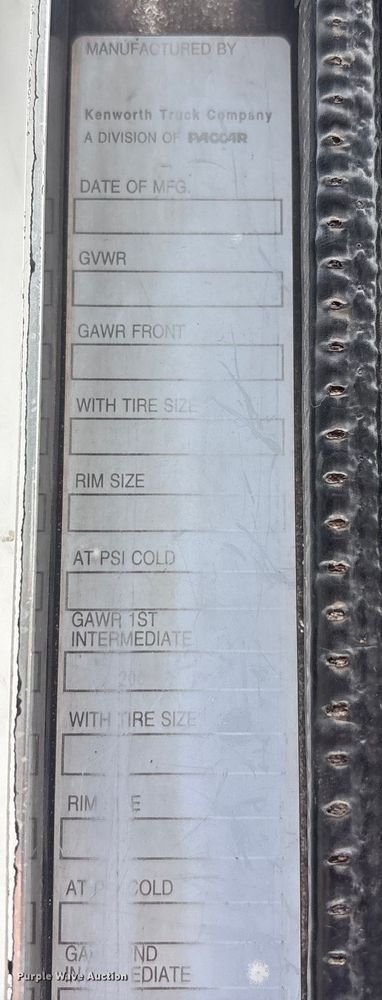 MANUFACTURED BY
Kenworth Truck Company
A DIVISION OF PACCAR
DATE OF MFG.
GVWR
GAWR FRONT
WITH TIRE SIZE
RIM SIZE
AT PSI COLD
GAWR 1ST
INTERMEDIATE
WITH TIRE SIZE
RIM
AT COLD
Purple Wave Auction